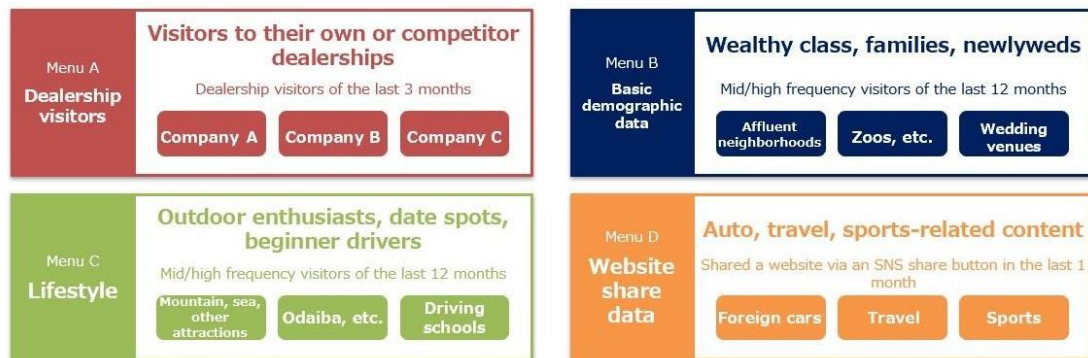 Menu A
Dealership
visitors
Visitors to their own or competitor
dealerships
Dealership visitors of the last 3 months
Company A
Company B
Company C
Menu B
Basic
demographic
data
Wealthy class, families, newlyweds
Mid/high frequency visitors of the last 12 months
Affluent
neighborhoods
Zoos, etc.
Wedding
venues
Menu C
Lifestyle
Outdoor enthusiasts, date spots,
beginner drivers
Mid/high frequency visitors of the last 12 months
Mountain, sea,
other
attractions
Odaiba, etc.
Driving
schools
Menu D
Website
share
data
Auto, travel, sports-related content
Shared a website via an SNS share button in the last 1
month
Foreign cars
Travel
Sports